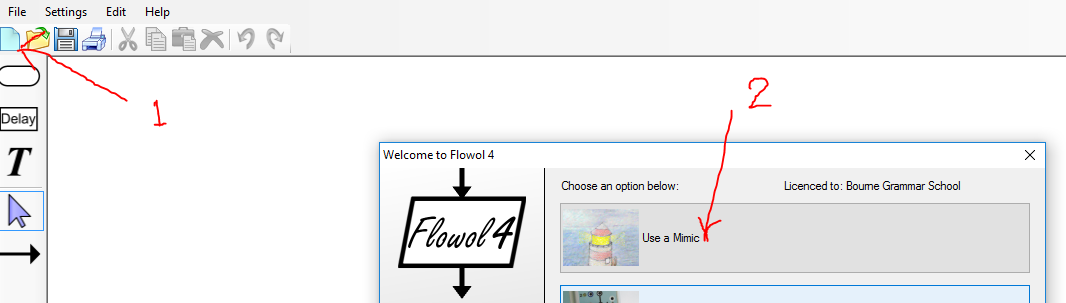 File Settings Edit Help
1
2
Delay
T
Welcome to Flowol 4
Choose an option below: Licenced to: Bourne Grammar School
Flowol 4
Use a Mimic